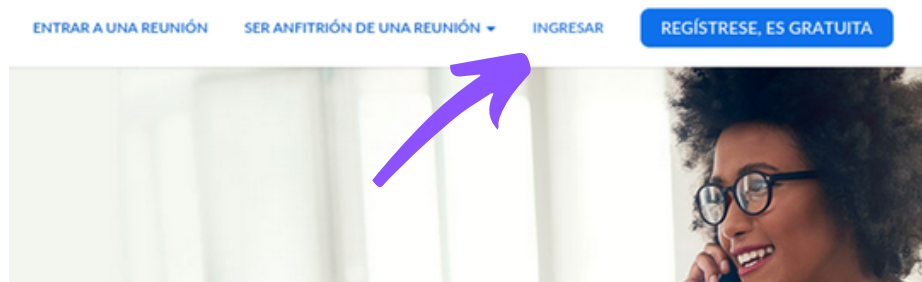 ENTRAR A UNA REUNIÓN SER ANFITRIÓN DE UNA REUNIÓN INGRESAR REGÍSTRESE, ES GRATUITA